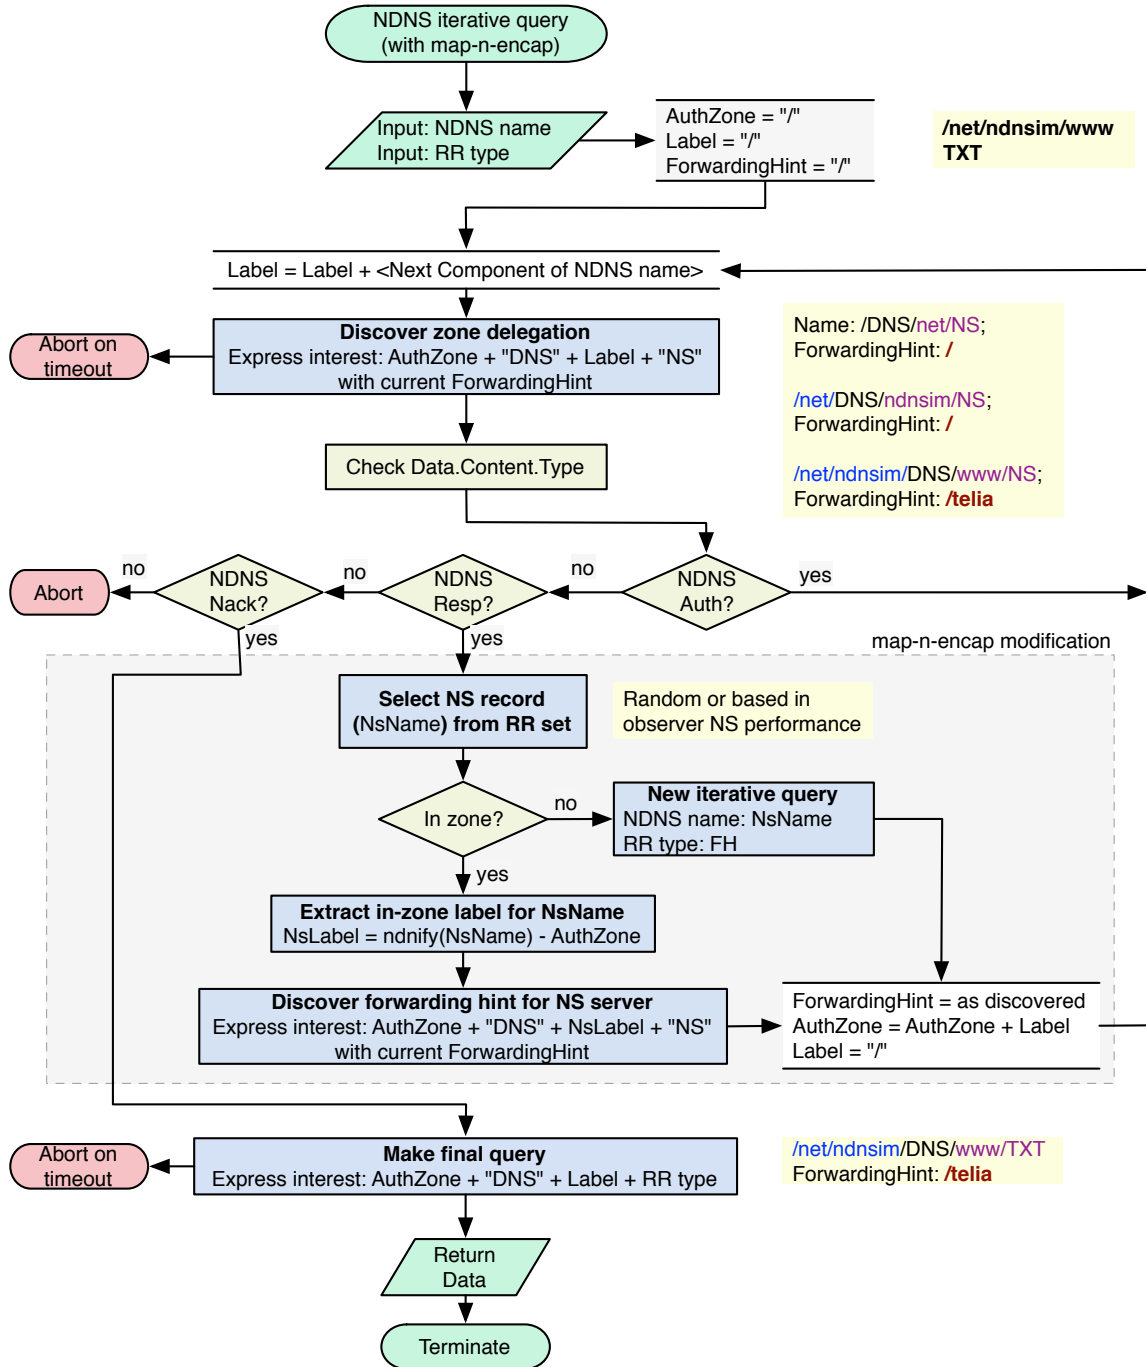 NDNS iterative query
(with map-n-encap)
Input: NDNS name
Input: RR type
AuthZone = "/"
Label = "/"
ForwardingHint = "/"
/net/ndnsim/www
TXT
Label = Label + <Next Component of NDNS name>
Discover zone delegation
Express interest: AuthZone + "DNS" + Label + "NS"
with current ForwardingHint
Abort on
timeout
Name: /DNS/net/NS;
ForwardingHint: /
/net/DNS/ndnsim/NS;
ForwardingHint: /
/net/ndnsim/DNS/www/NS;
ForwardingHint: /telia
Check Data.Content.Type
NDNS
Auth?
yes
no
NDNS
Resp?
no
NDNS
Nack?
no
Abort
yes
yes
map-n-encap modification
Select NS record
(NsName) from RR set
Random or based in
observer NS performance
In zone?
no
New iterative query
NDNS name: NsName
RR type: FH
yes
Extract in-zone label for NsName
NsLabel = ndnify(NsName) - AuthZone
Discover forwarding hint for NS server
Express interest: AuthZone + "DNS" + NsLabel + "NS"
with current ForwardingHint
ForwardingHint = as discovered
AuthZone = AuthZone + Label
Label = "/"
Make final query
Express interest: AuthZone + "DNS" + Label + RR type
Abort on
timeout
/net/ndnsim/DNS/www/TXT
ForwardingHint: /telia
Return
Data
Terminate